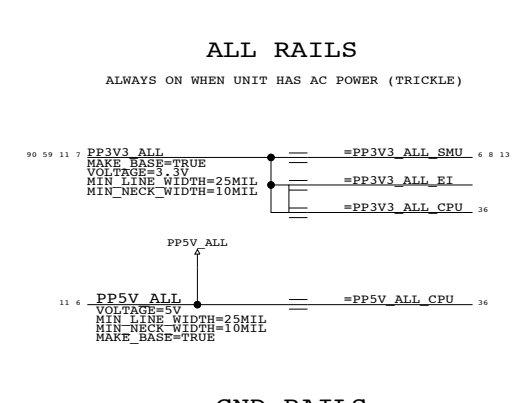 ALL RAILS
ALWAYS ON WHEN UNIT HAS AC POWER (TRICKLE)
90 59 11 7 PP3V3_ALL =PP3V3_ALL_SMU 6 8 13
MAKE_BASE=TRUE
VOLTAGE=3.3V
MIN_LINE_WIDTH=25MIL =PP3V3_ALL_EI
MIN_NECK_WIDTH=10MIL
=PP3V3_ALL_CPU 36
PP5V_ALL
11 6 PP5V_ALL =PP5V_ALL_CPU 36
VOLTAGE=5V
MIN_LINE_WIDTH=25MIL
MIN_NECK_WIDTH=10MIL
MAKE_BASE=TRUE
GND RAILS